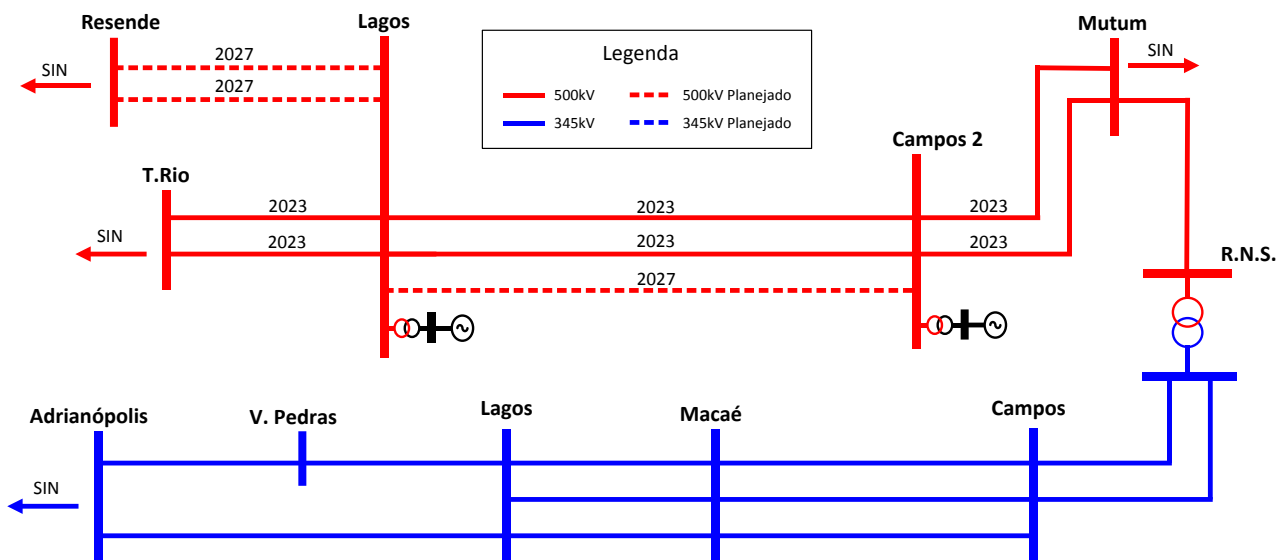 Resende
Lagos
Mutum
2027
SIN
2027
Legenda
500kV
500kV Planejado
345kV
345kV Planejado
SIN
Campos 2
T.Rio
2023
2023
2023
SIN
2023
2023
2023
R.N.S.
2027
Adrianópolis
V. Pedras
Lagos
Macaé
Campos
SIN